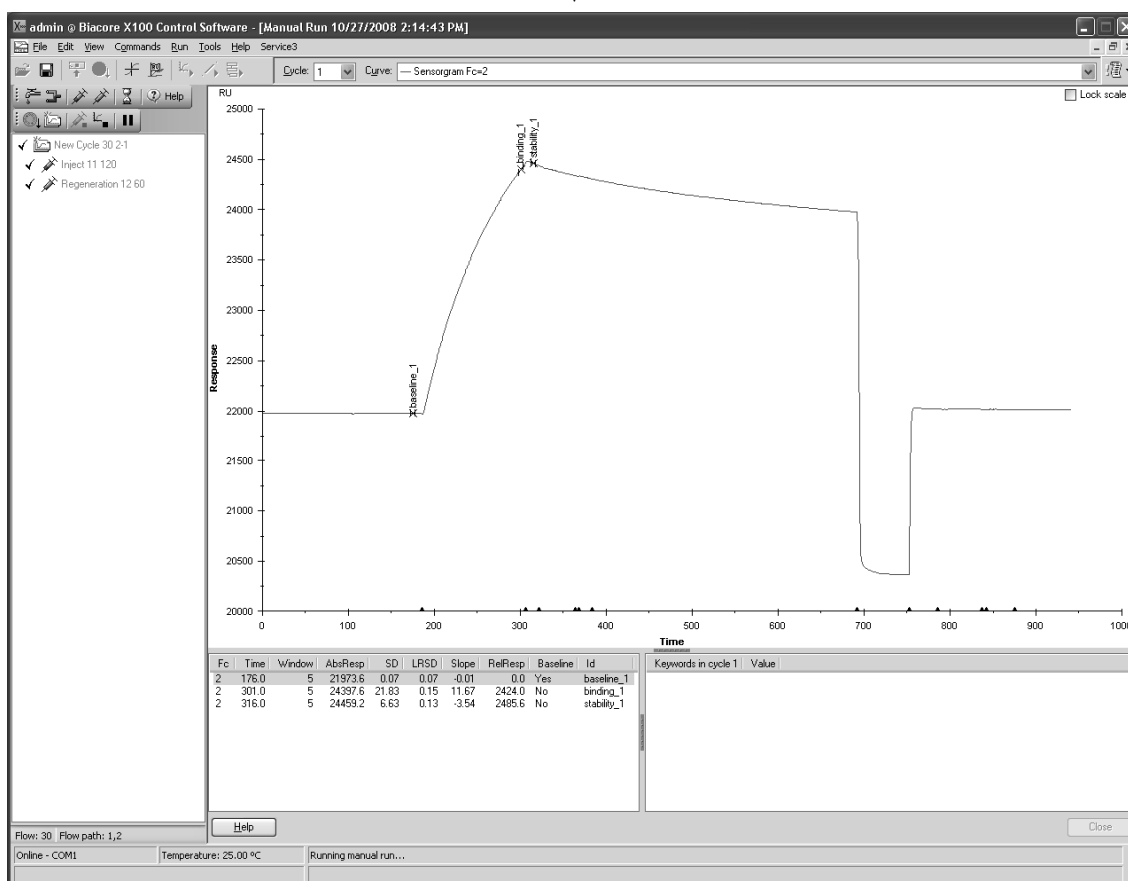 admin @ Biacore X100 Control Software - [Manual Run 10/27/2008 2:14:43 PM]
File Edit View Commands Run Tools Help Service3
Cycle: 1 Curve: — Sensorgram Fc=2
Help
RU
Lock scale
New Cycle 30 2-1
Inject 11 120
Regeneration 12 60
25000
24500
24000
23500
23000
22500
22000
21500
21000
20500
20000
Response
baseline_1
binding_1
stability_1
0 100 200 300 400 500 600 700 800 900 1000
Time
Fc Time Window AbsResp SD LRSD Slope RelResp Baseline Id
2 176.0 5 21973.6 0.07 0.07 -0.01 0.0 Yes baseline_1
2 301.0 5 24397.6 21.83 0.15 11.67 2424.0 No binding_1
2 316.0 5 24459.2 6.63 0.13 -3.54 2485.6 No stability_1
Keywords in cycle 1 Value
Help
Close
Flow: 30 Flow path: 1,2
Online - COM1 Temperature: 25.00 ºC Running manual run...